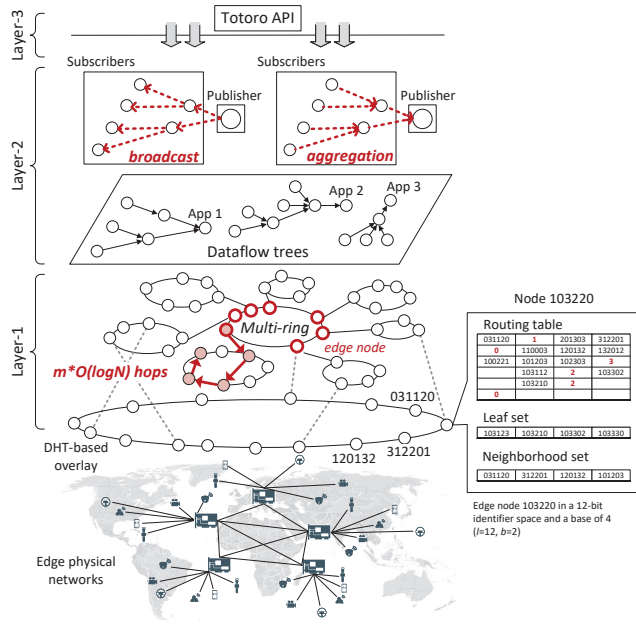 Layer-3
Totoro API
Layer-2
Subscribers
Publisher
broadcast
Subscribers
Publisher
aggregation
App 1
App 2
App 3
Dataflow trees
Layer-1
Multi-ring
edge node
m*O(logN) hops
031120
312201
120132
DHT-based
overlay
Edge physical
networks
Node 103220
Routing table
031120 1 201303 312201
0 110003 120132 132012
100221 101203 102303 3
103112 2 103302
103210 2
0
Leaf set
103123 103210 103302 103330
Neighborhood set
031120 312201 120132 101203
Edge node 103220 in a 12-bit
identifier space and a base of 4
(l=12, b=2)